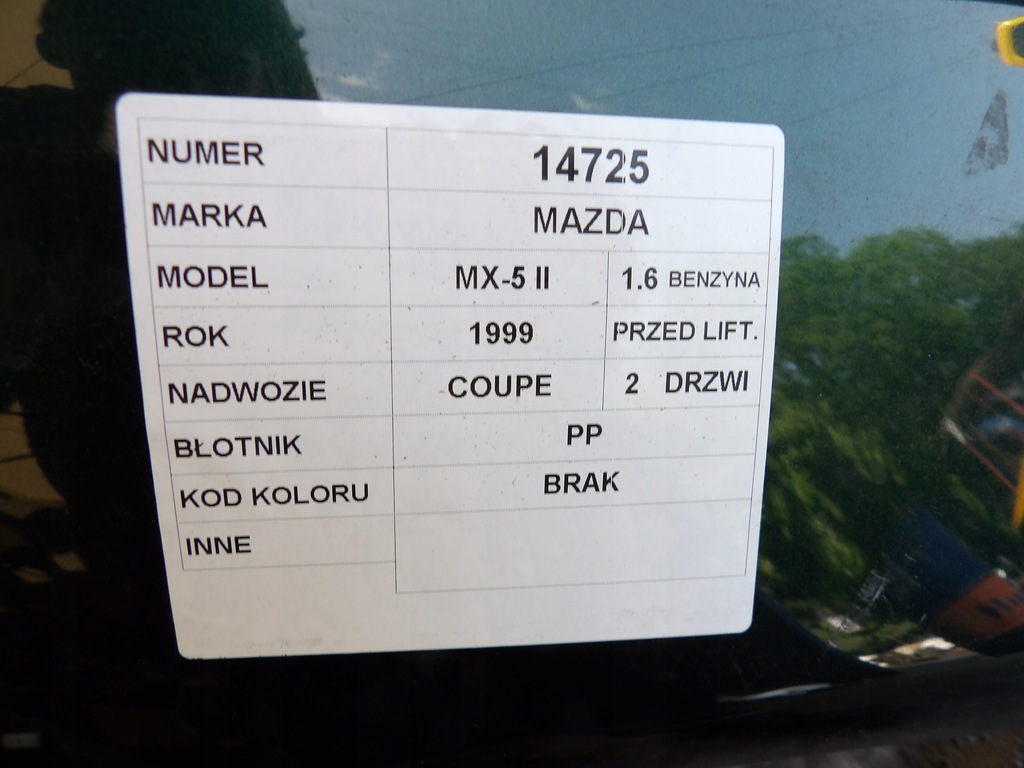 NUMER 14725
MARKA MAZDA
MODEL MX-5 II 1.6 BENZYNA
ROK 1999 PRZED LIFT.
NADWOZIE COUPE 2 DRZWI
BŁOTNIK PP
KOD KOLORU BRAK
INNE